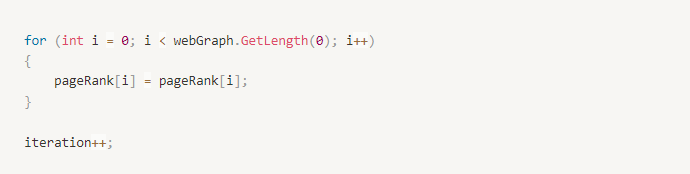 for (int i = 0; i < webGraph.GetLength(0); i++)
{
    pageRank[i] = pageRank[i];
}
iteration++;